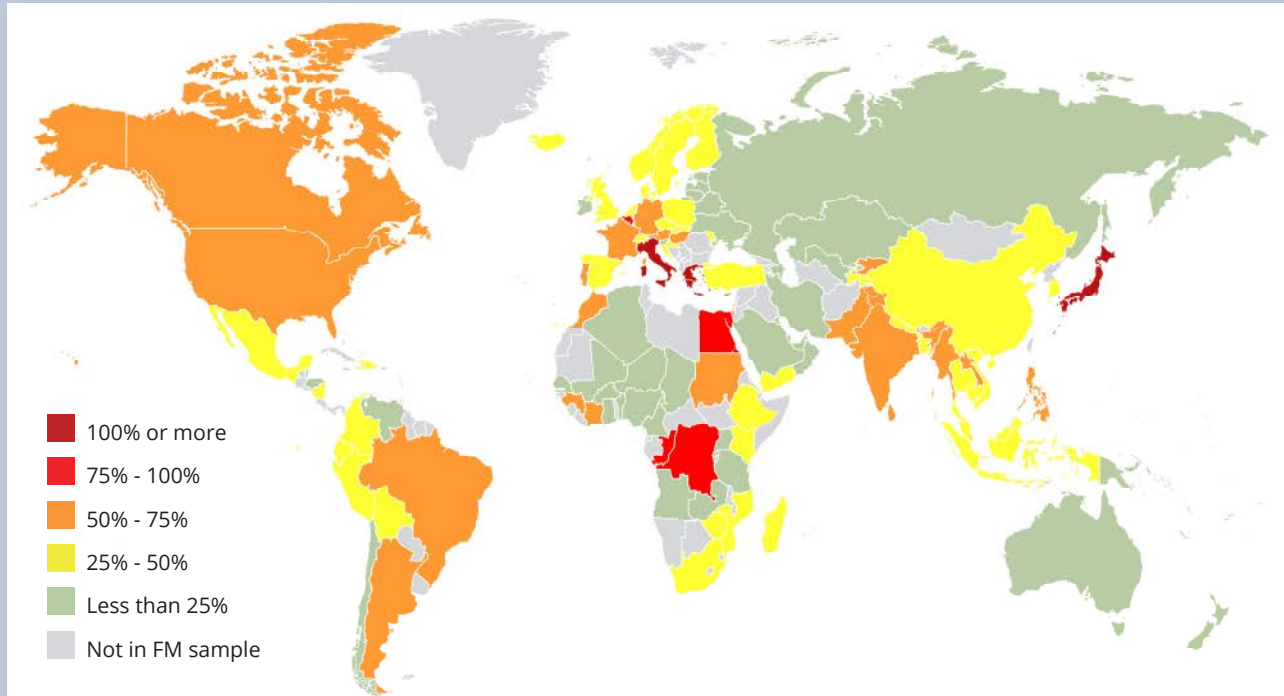 100% or more
75% - 100%
50% - 75%
25% - 50%
Less than 25%
Not in FM sample